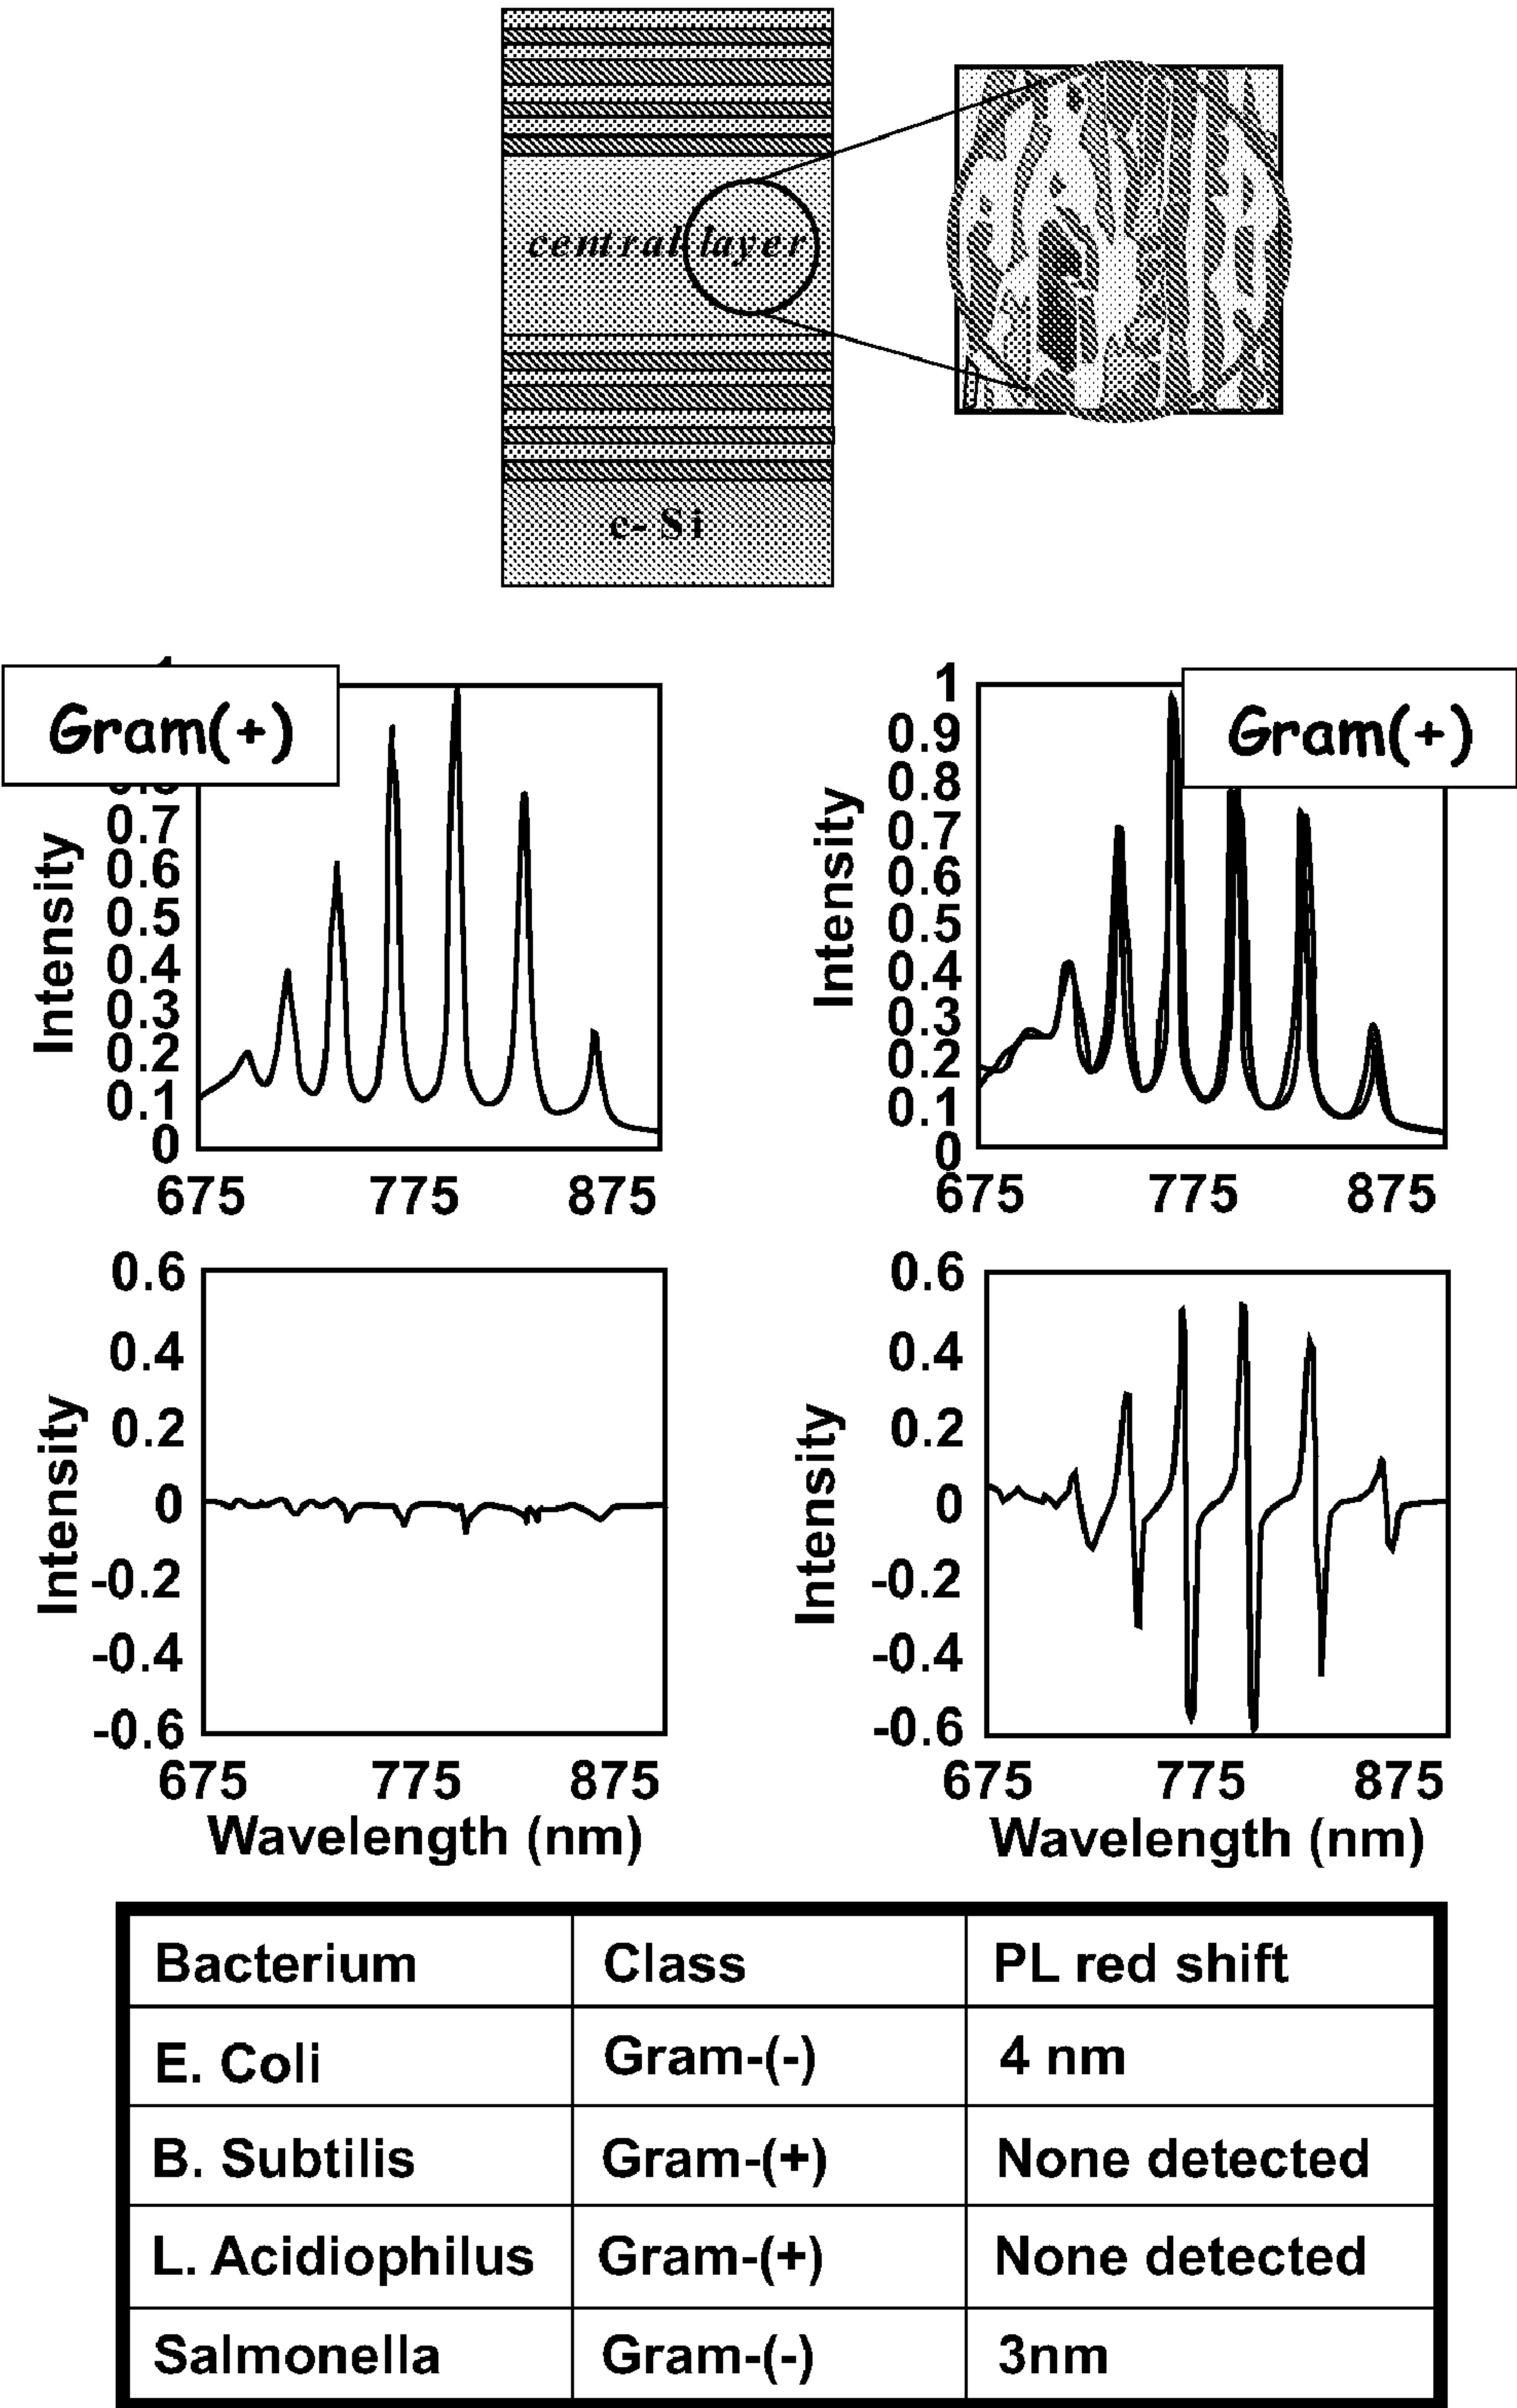 central layer
c-Si
Gram(+)
Intensity
0.7
0.6
0.5
0.4
0.3
0.2
0.1
0
675 775 875
Gram(+)
Intensity
1
0.9
0.8
0.7
0.6
0.5
0.4
0.3
0.2
0.1
0
675 775 875
Intensity
0.6
0.4
0.2
0
-0.2
-0.4
-0.6
675 775 875
Wavelength (nm)
Intensity
0.6
0.4
0.2
0
-0.2
-0.4
-0.6
675 775 875
Wavelength (nm)
Bacterium Class PL red shift
E. Coli Gram-(-) 4 nm
B. Subtilis Gram-(+) None detected
L. Acidiophilus Gram-(+) None detected
Salmonella Gram-(-) 3nm